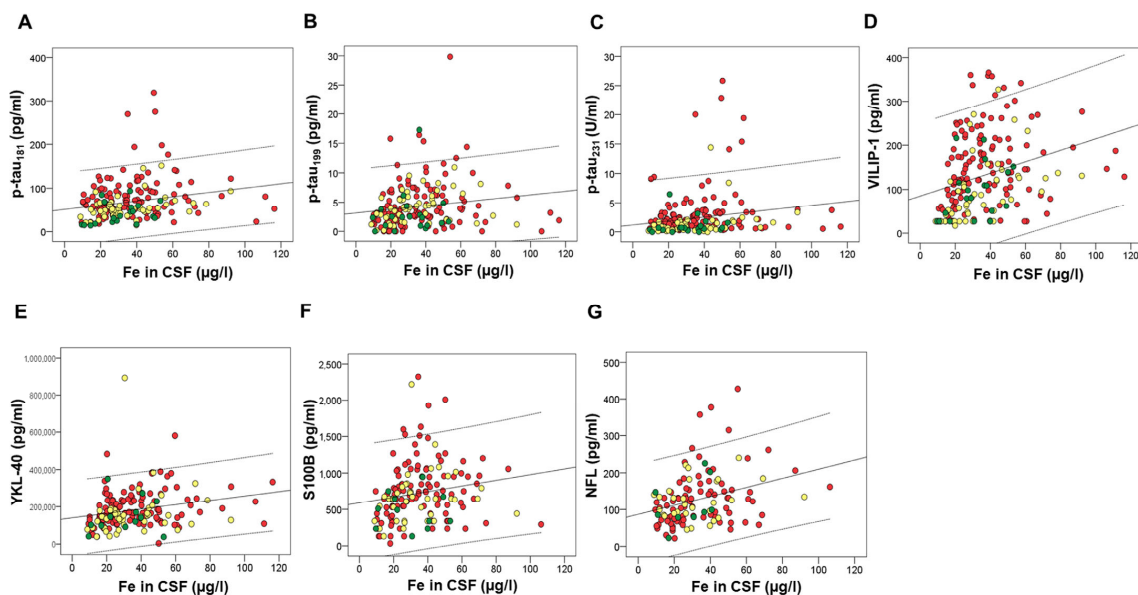 A
p-tau181 (pg/ml)
400
300
200
100
0
0 20 40 60 80 100 120
Fe in CSF (µg/l)
B
p-tau199 (pg/ml)
30
25
20
15
10
5
0
0 20 40 60 80 100 120
Fe in CSF (µg/l)
C
p-tau231 (U/ml)
30
25
20
15
10
5
0
0 20 40 60 80 100 120
Fe in CSF (µg/l)
D
VILIP-1 (pg/ml)
400
300
200
100
0
0 20 40 60 80 100 120
Fe in CSF (µg/l)
E
YKL-40 (pg/ml)
1,000,000
800,000
600,000
400,000
200,000
0
0 20 40 60 80 100 120
Fe in CSF (µg/l)
F
S100B (pg/ml)
2,500
2,000
1,500
1,000
500
0
0 20 40 60 80 100 120
Fe in CSF (µg/l)
G
NFL (pg/ml)
500
400
300
200
100
0
0 20 40 60 80 100 120
Fe in CSF (µg/l)